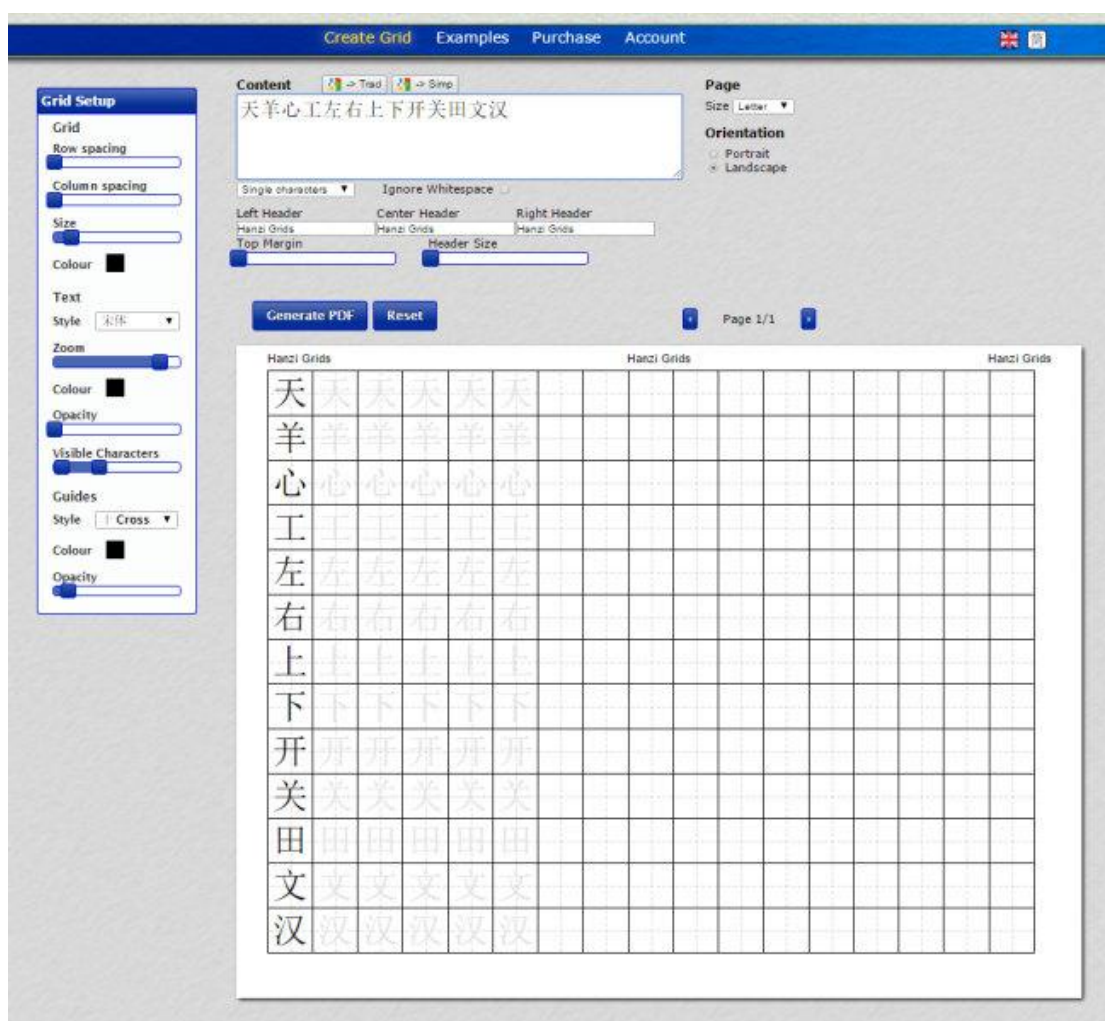 Create Grid Examples Purchase Account 简
Grid Setup
Grid
Row spacing
Column spacing
Size
Colour
Text
Style 宋体
Zoom
Colour
Opacity
Visible Characters
Guides
Style Cross
Colour
Opacity
Content -> Trad -> Simp
天羊心工左右上下开关田文汉
Single characters Ignore Whitespace
Left Header Center Header Right Header
Hanzi Grids Hanzi Grids Hanzi Grids
Top Margin Header Size
Page
Size Letter
Orientation
Portrait
Landscape
Generate PDF Reset Page 1/1
Hanzi Grids Hanzi Grids Hanzi Grids
天 天 天 天 天 天
羊 羊 羊 羊 羊 羊
心 心 心 心 心 心
工 工 工 工 工 工
左 左 左 左 左 左
右 右 右 右 右 右
上 上 上 上 上 上
下 下 下 下 下 下
开 开 开 开 开 开
关 关 关 关 关 关
田 田 田 田 田 田
文 文 文 文 文 文
汉 汉 汉 汉 汉 汉